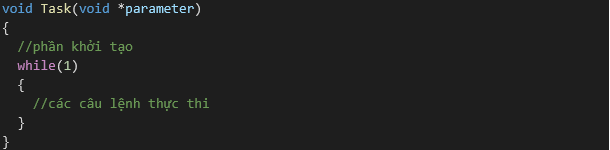 void Task(void *parameter)
{
  //phần khởi tạo
  while(1)
  {
    //các câu lệnh thực thi
  }
}